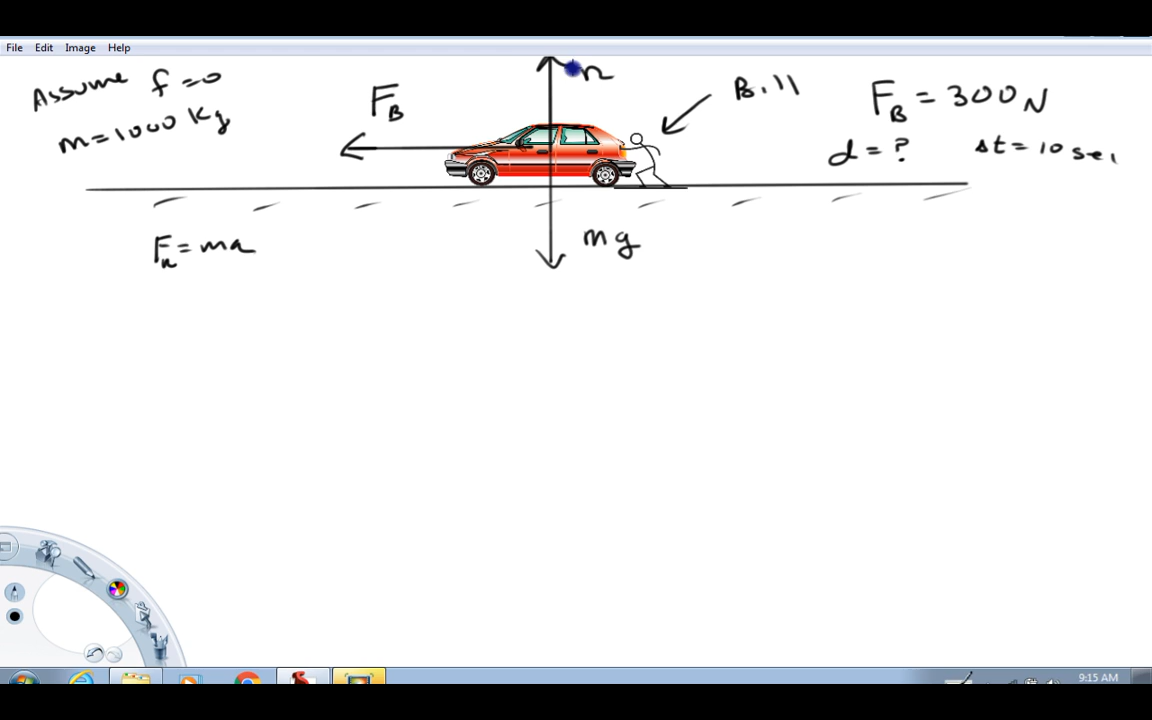 File Edit Image Help
Assume f=0
m=1000 Kg
F_B
n
Bill
F_B = 300 N
d = ? Δt = 10 sec
F_n = ma
mg
9:15 AM